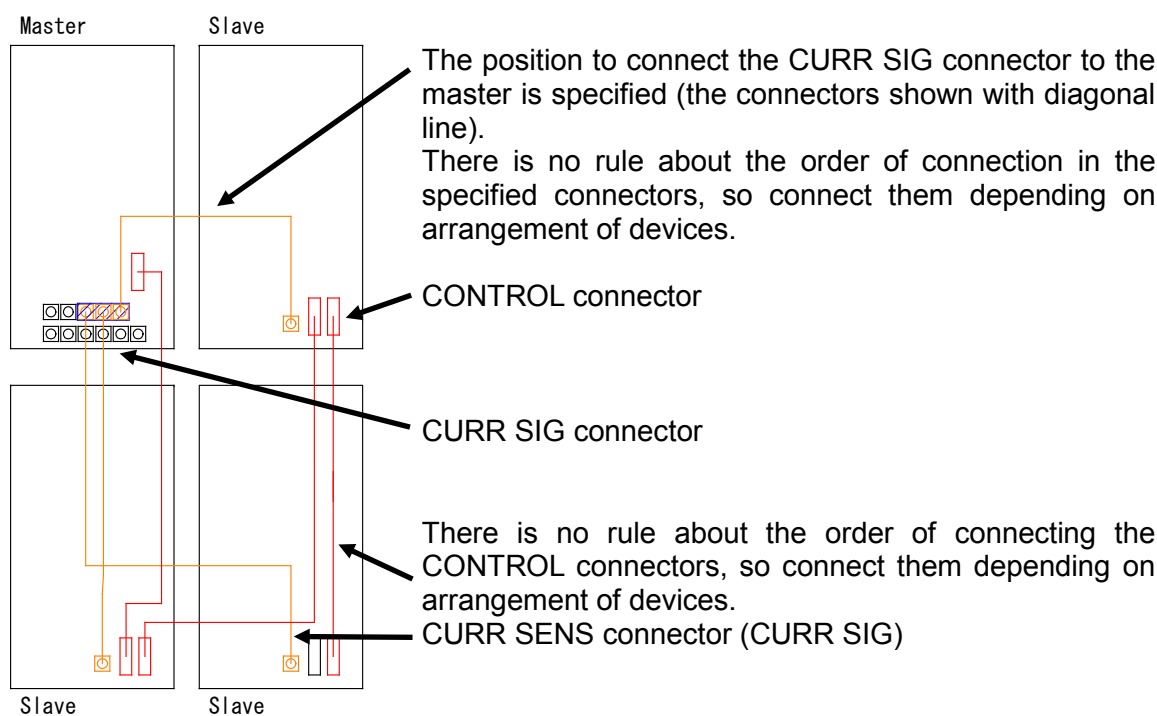 Master
Slave
The position to connect the CURR SIG connector to the
master is specified (the connectors shown with diagonal
line).
There is no rule about the order of connection in the
specified connectors, so connect them depending on
arrangement of devices.
CONTROL connector
CURR SIG connector
There is no rule about the order of connecting the
CONTROL connectors, so connect them depending on
arrangement of devices.
CURR SENS connector (CURR SIG)
Slave
Slave